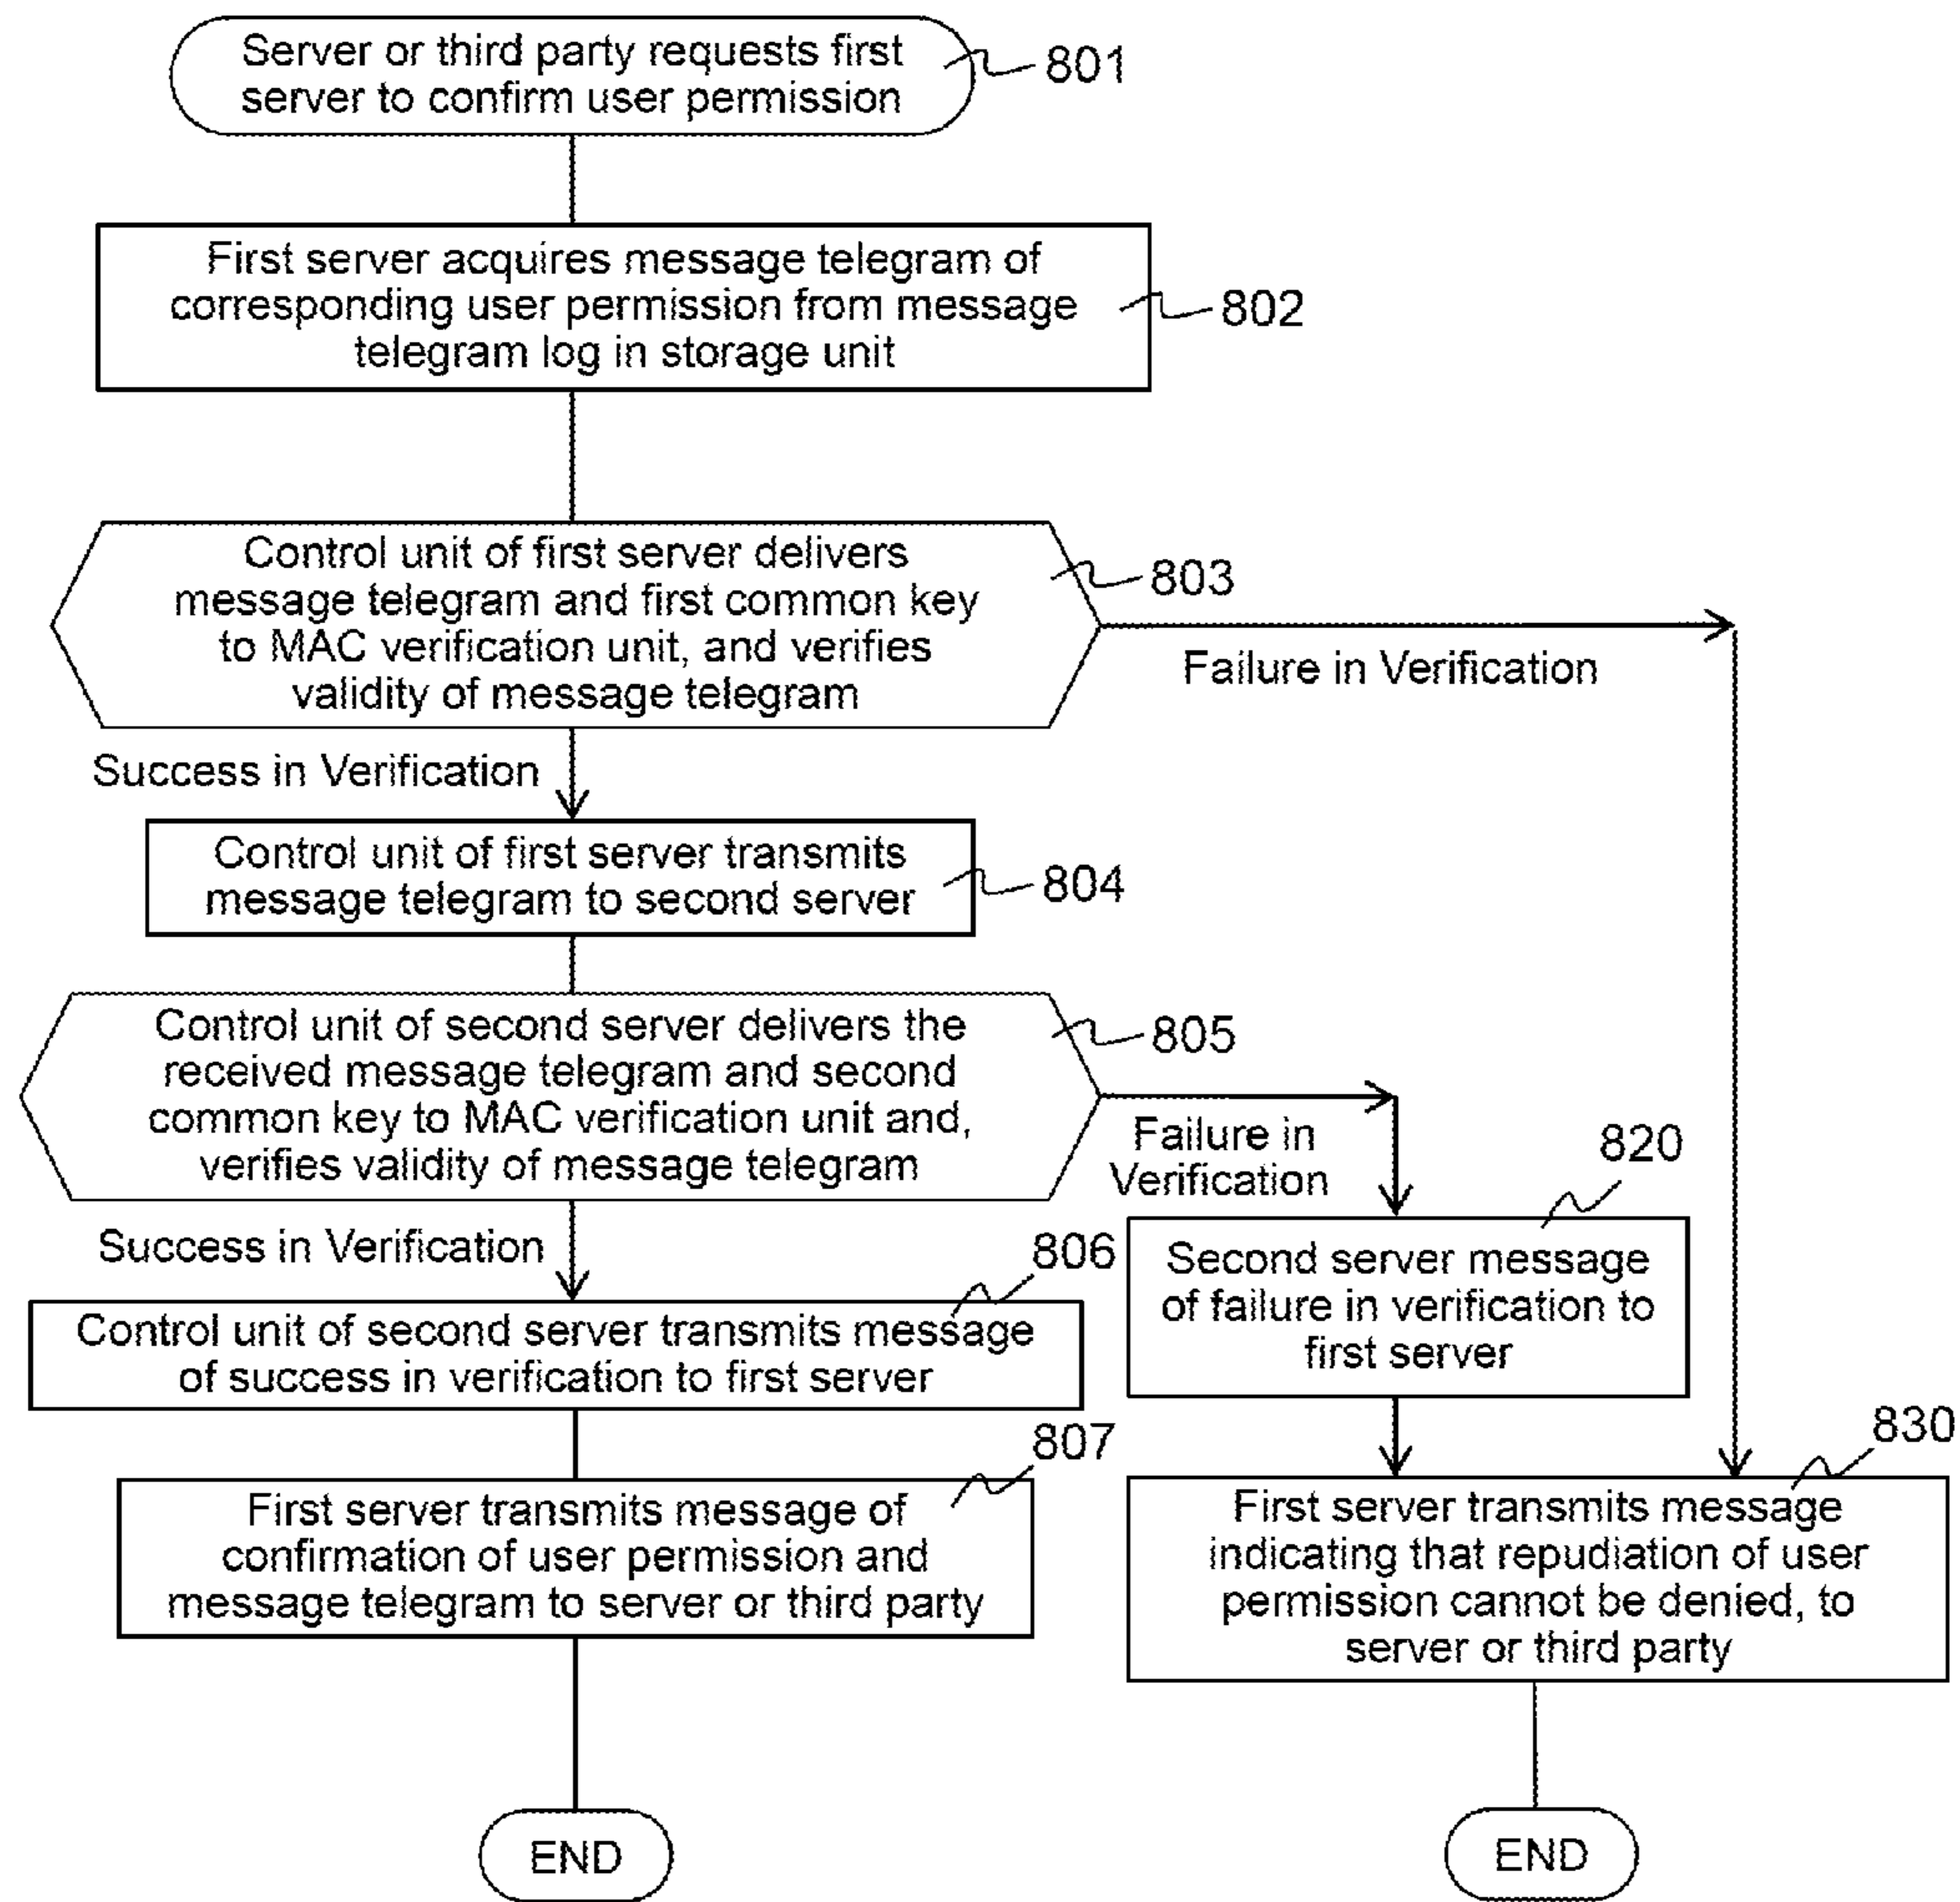 Server or third party requests first
server to confirm user permission
801
First server acquires message telegram of
corresponding user permission from message
telegram log in storage unit
802
Control unit of first server delivers
message telegram and first common key
to MAC verification unit, and verifies
validity of message telegram
803
Failure in Verification
Success in Verification
Control unit of first server transmits
message telegram to second server
804
Control unit of second server delivers the
received message telegram and second
common key to MAC verification unit and,
verifies validity of message telegram
805
Failure in
Verification
820
Success in Verification
806
Control unit of second server transmits message
of success in verification to first server
Second server message
of failure in verification to
first server
807
First server transmits message of
confirmation of user permission and
message telegram to server or third party
830
First server transmits message
indicating that repudiation of user
permission cannot be denied, to
server or third party
END
END